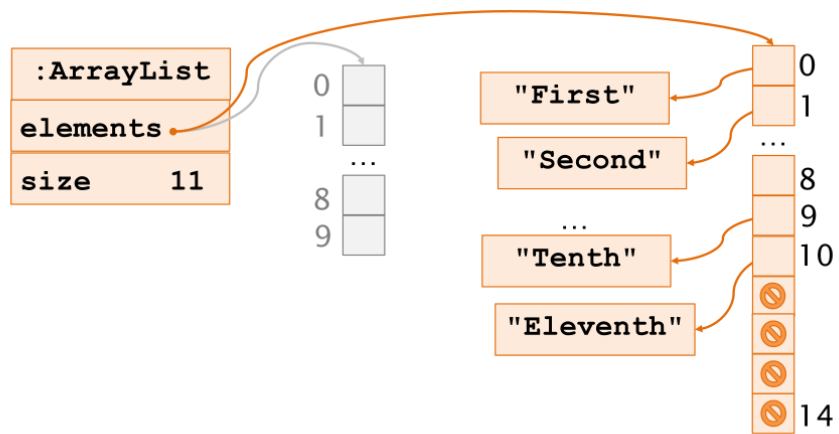 :ArrayList
elements
size 11
0
1
...
8
9
"First"
"Second"
...
"Tenth"
"Eleventh"
0
1
...
8
9
10
14